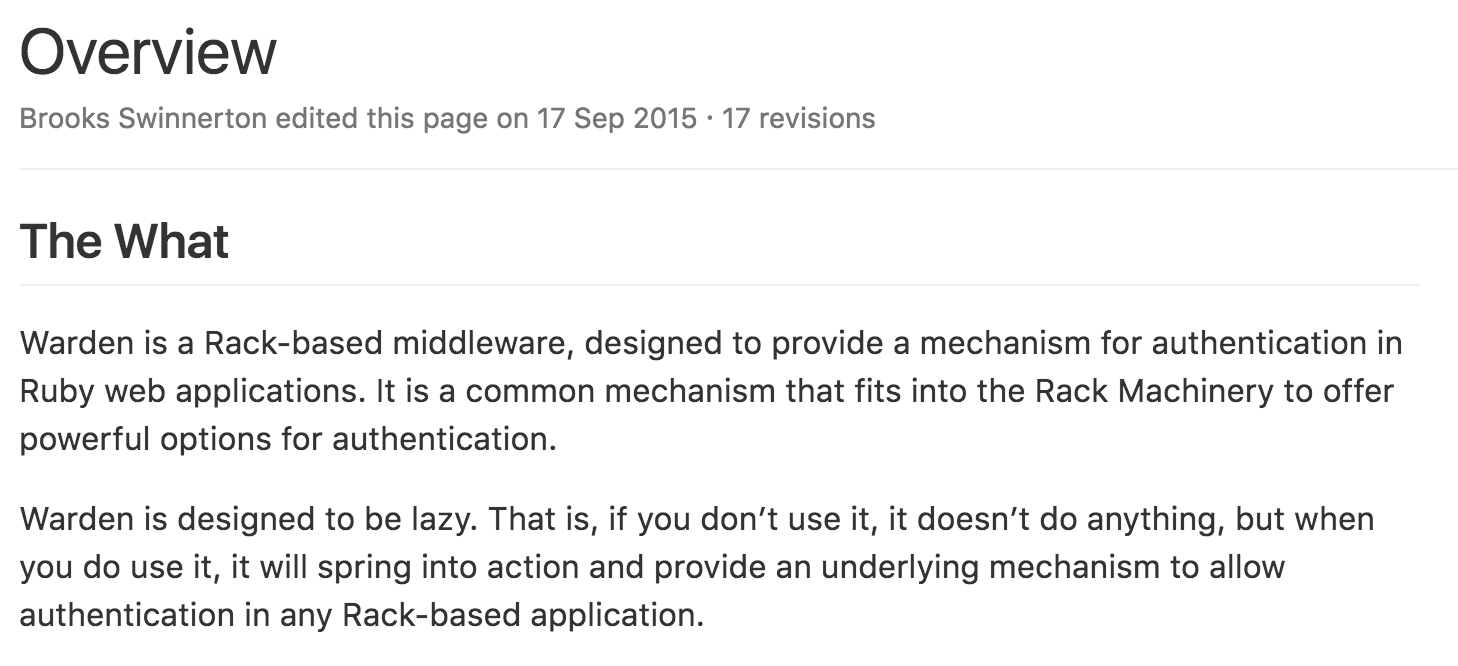 Overview
Brooks Swinnerton edited this page on 17 Sep 2015 · 17 revisions
The What
Warden is a Rack-based middleware, designed to provide a mechanism for authentication in
Ruby web applications. It is a common mechanism that fits into the Rack Machinery to offer
powerful options for authentication.
Warden is designed to be lazy. That is, if you don’t use it, it doesn’t do anything, but when
you do use it, it will spring into action and provide an underlying mechanism to allow
authentication in any Rack-based application.